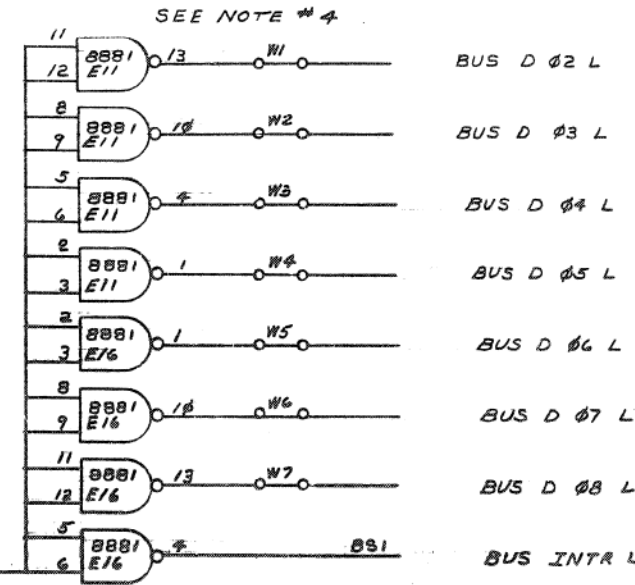 SEE NOTE #4
11 8881 13 W1 BUS D Ø2 L
12 E11
8 8881 1Ø W2 BUS D Ø3 L
9 E11
5 8881 4 W3 BUS D Ø4 L
6 E11
2 8881 1 W4 BUS D Ø5 L
3 E11
2 8881 1 W5 BUS D Ø6 L
3 E16
8 8881 1Ø W6 BUS D Ø7 L
9 E16
11 8881 13 W7 BUS D Ø8 L
12 E16
5 8881 4 BS1 BUS INTR L
6 E16